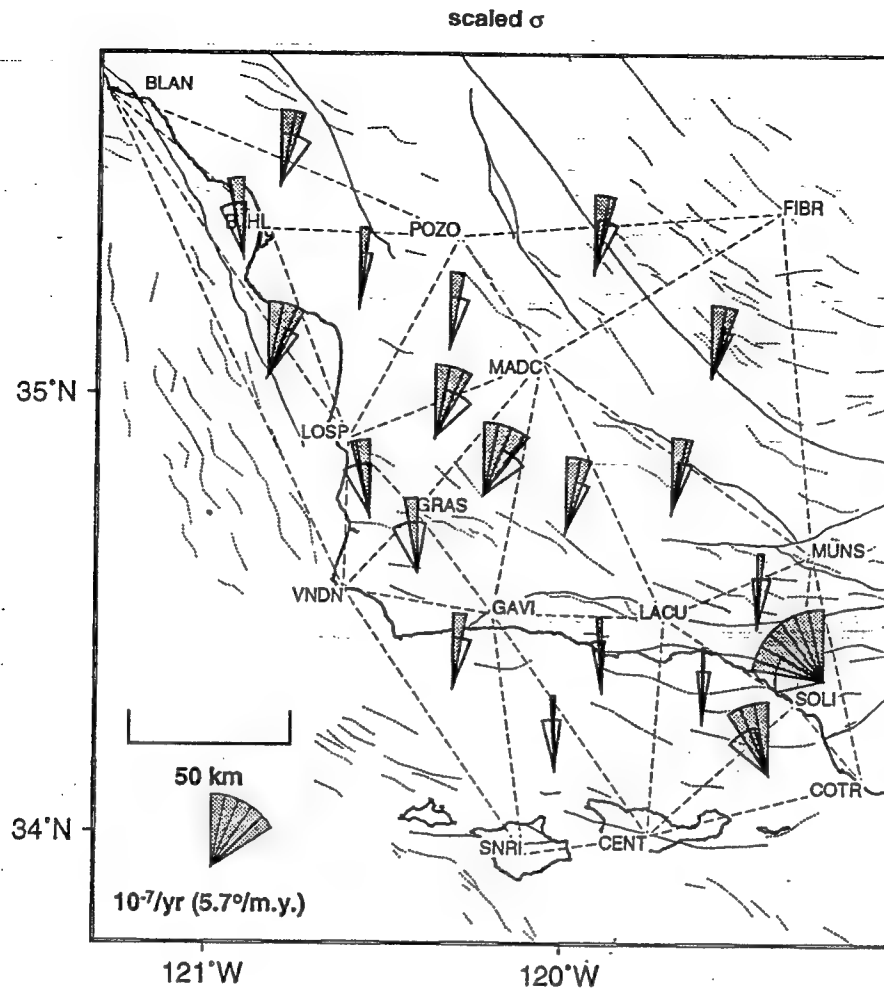 scaled σ
BLAN
FIBR
BTHL
POZO
MADC
35°N
LOSP
GRAS
MUNS
VNDN
GAVI
LACU
SOLI
50 km
COTR
34°N
SNRI
CENT
10⁻⁷/yr (5.7°/m.y.)
121°W
120°W